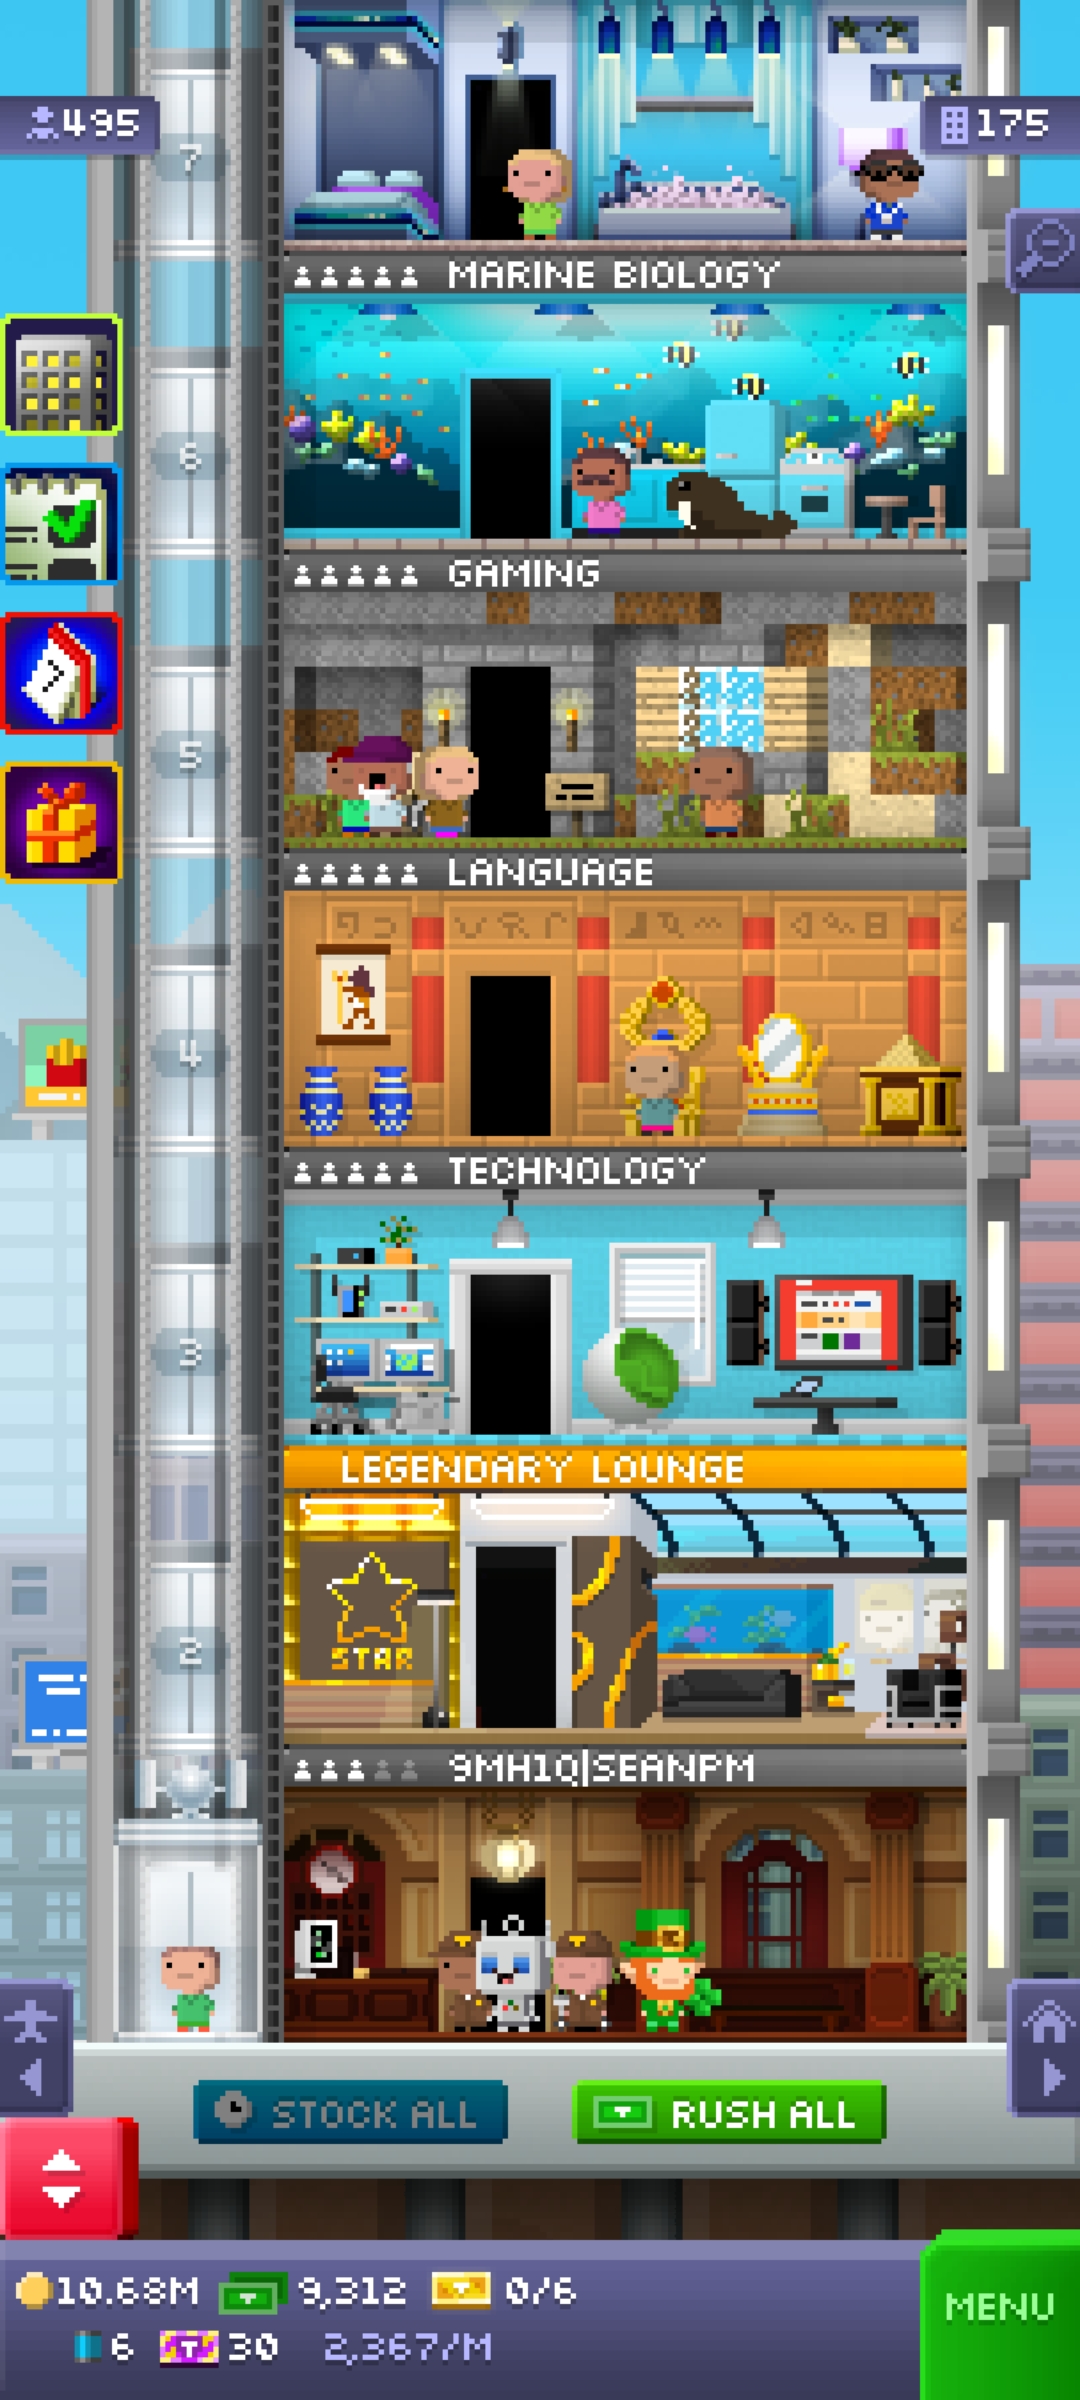 495
175
7
MARINE BIOLOGY
6
GAMING
5
LANGUAGE
4
TECHNOLOGY
3
LEGENDARY LOUNGE
STAR
2
9MH1Q|SEANPM
?
STOCK ALL
RUSH ALL
10.68M 9,312 0/6
6 30 2,367/M
MENU